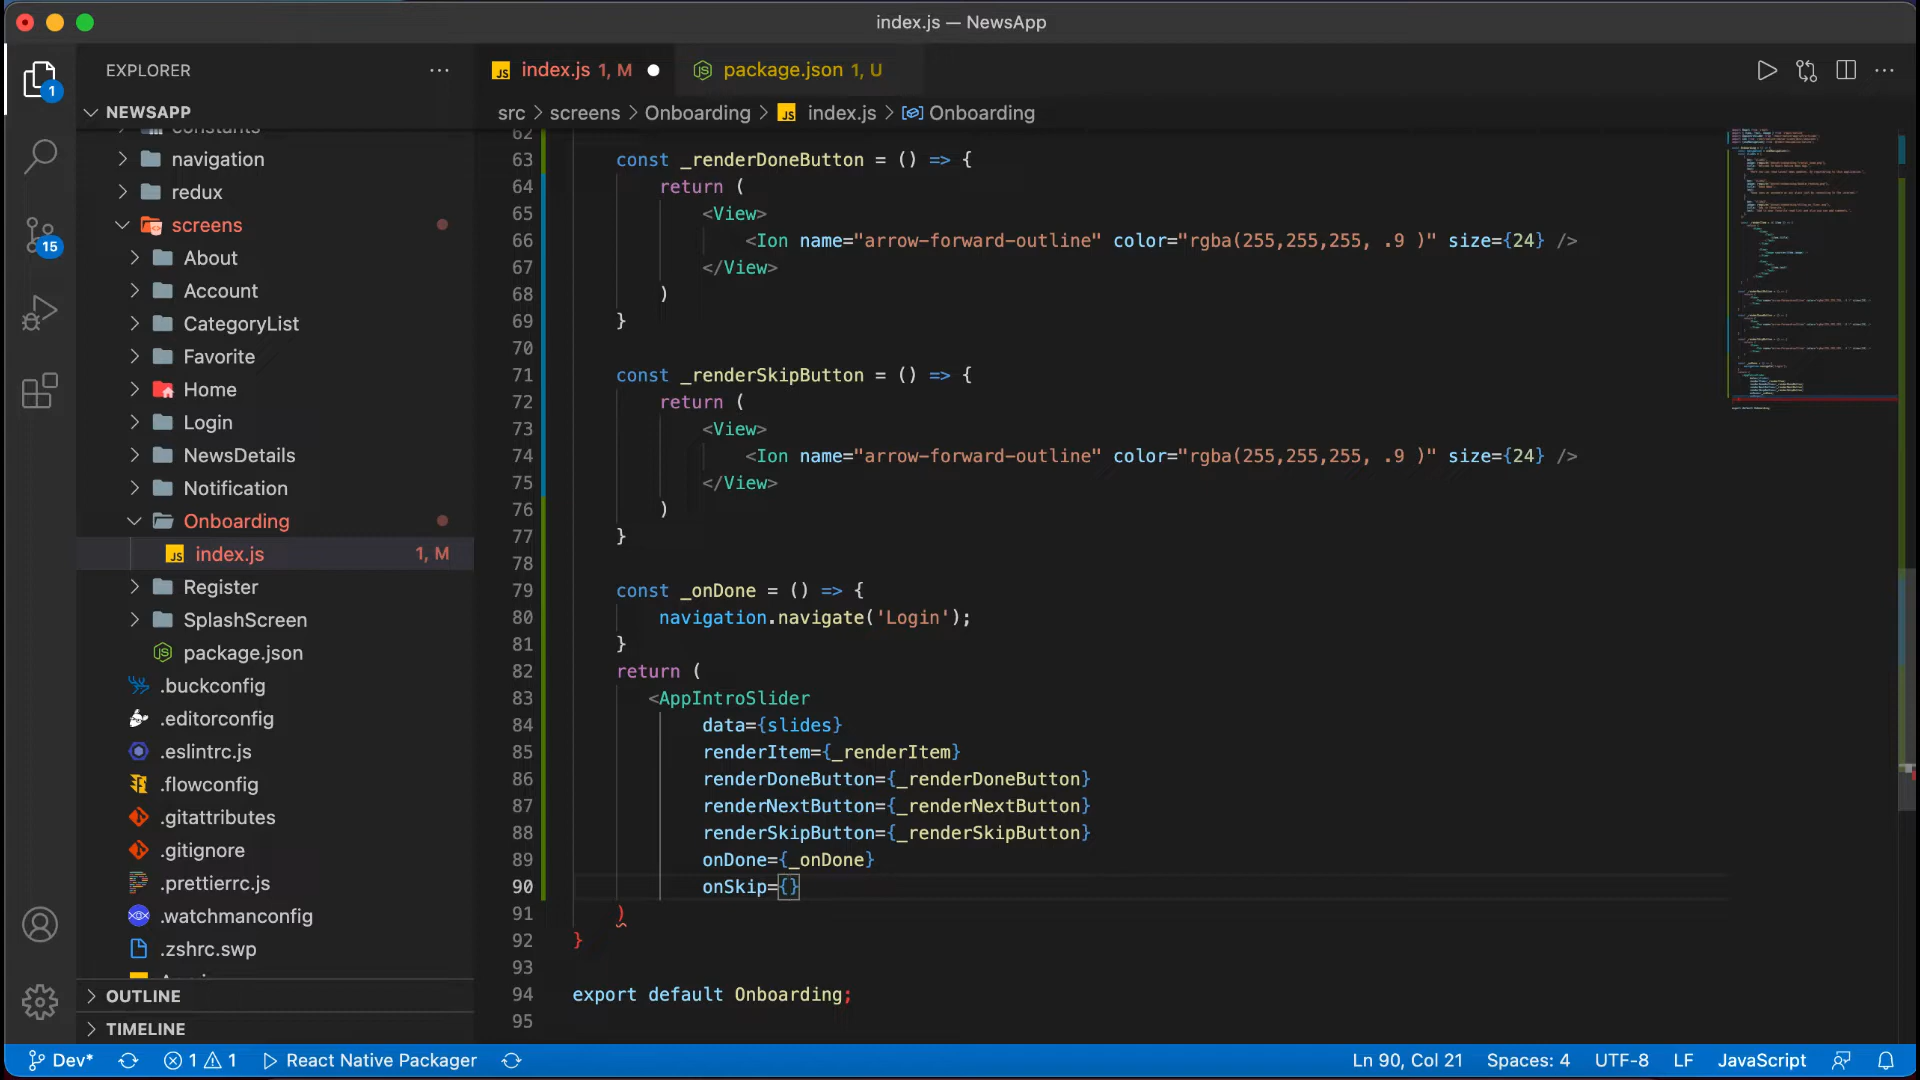 index.js — NewsApp
EXPLORER
index.js 1, M
package.json 1, U
NEWSAPP
src > screens > Onboarding > index.js > Onboarding
constants
navigation
redux
screens
About
Account
CategoryList
Favorite
Home
Login
NewsDetails
Notification
Onboarding
index.js 1, M
Register
SplashScreen
package.json
.buckconfig
.editorconfig
.eslintrc.js
.flowconfig
.gitattributes
.gitignore
.prettierrc.js
.watchmanconfig
.zshrc.swp
OUTLINE
TIMELINE
1
15
62
63 const _renderDoneButton = () => {
64 return (
65 <View>
66 <Ion name="arrow-forward-outline" color="rgba(255,255,255, .9 )" size={24} />
67 </View>
68 )
69 }
70
71 const _renderSkipButton = () => {
72 return (
73 <View>
74 <Ion name="arrow-forward-outline" color="rgba(255,255,255, .9 )" size={24} />
75 </View>
76 )
77 }
78
79 const _onDone = () => {
80 navigation.navigate('Login');
81 }
82 return (
83 <AppIntroSlider
84 data={slides}
85 renderItem={_renderItem}
86 renderDoneButton={_renderDoneButton}
87 renderNextButton={_renderNextButton}
88 renderSkipButton={_renderSkipButton}
89 onDone={_onDone}
90 onSkip={}
91 )
92 }
93
94 export default Onboarding;
95
Dev* 1 1 React Native Packager Ln 90, Col 21 Spaces: 4 UTF-8 LF JavaScript